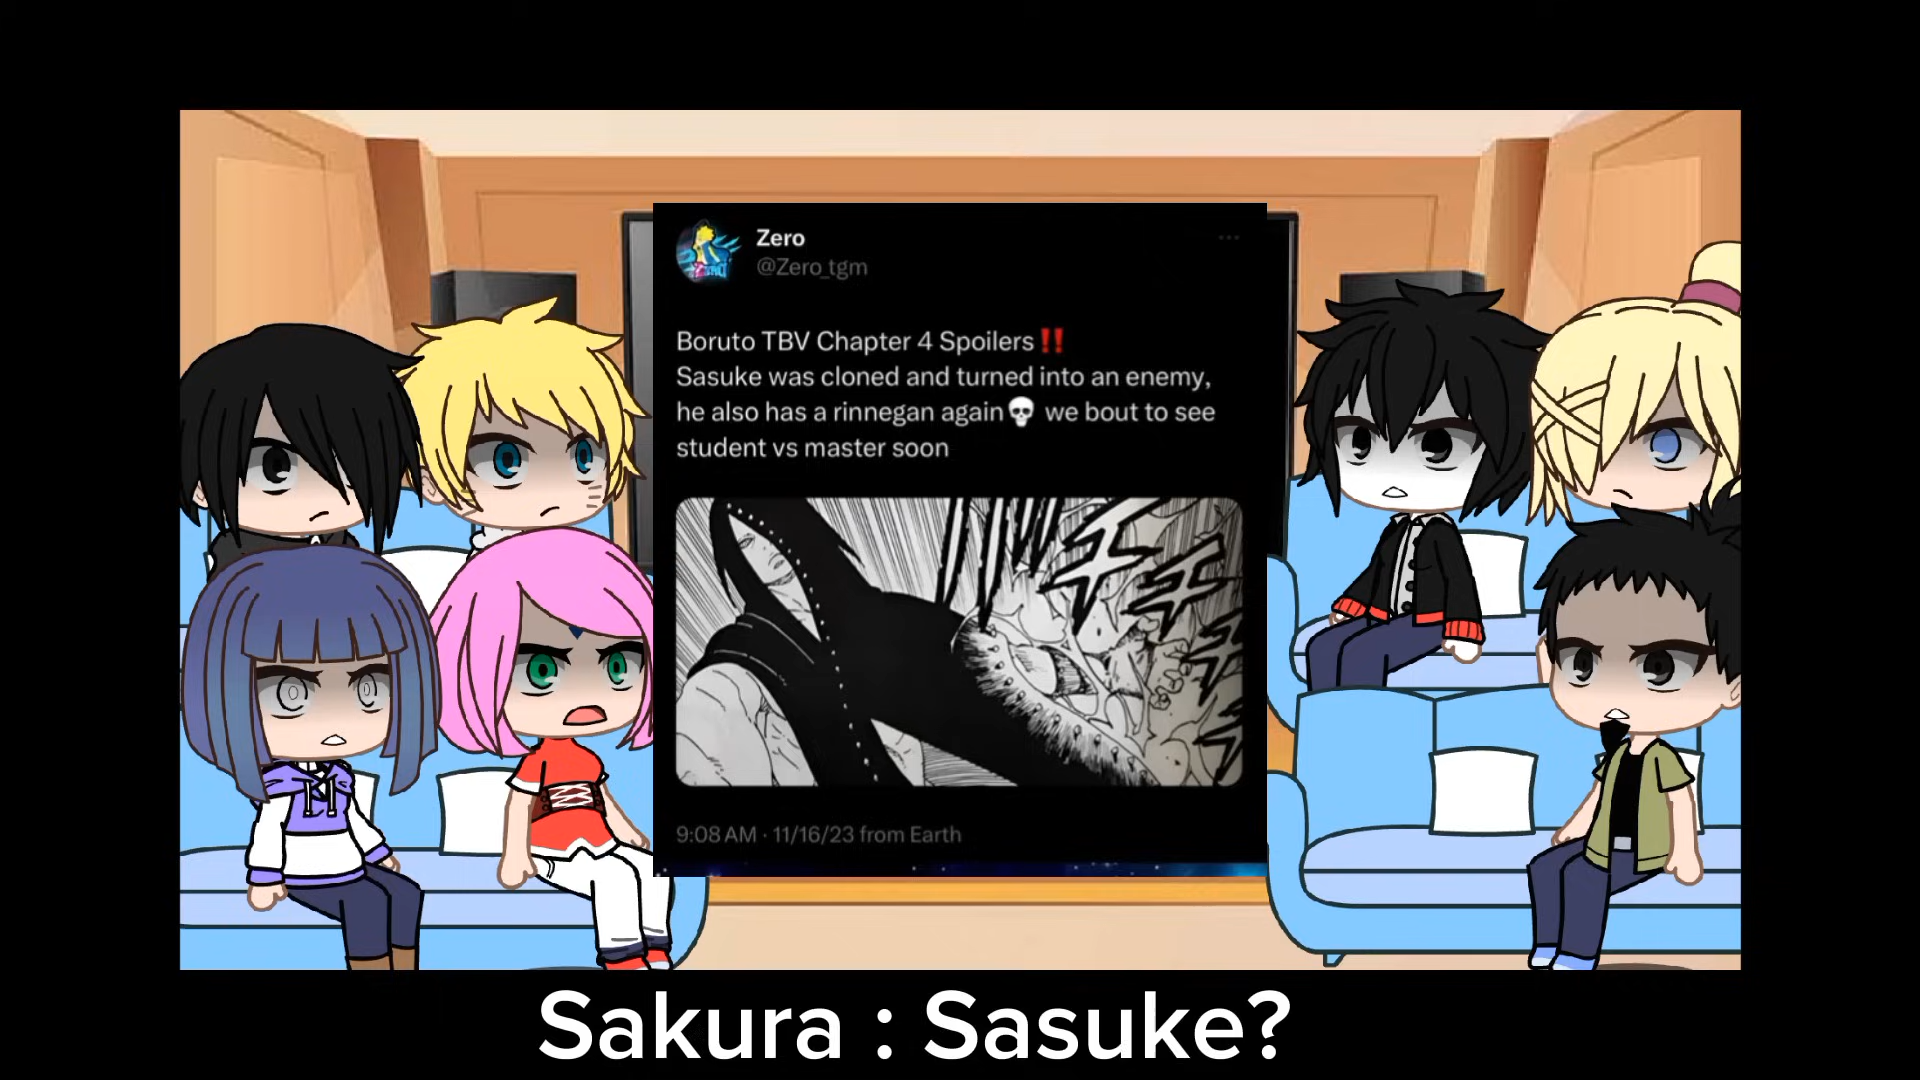 Zero
@Zero_tgm
Boruto TBV Chapter 4 Spoilers‼️
Sasuke was cloned and turned into an enemy,
he also has a rinnegan again💀 we bout to see
student vs master soon
9:08 AM · 11/16/23 from Earth
Sakura : Sasuke?